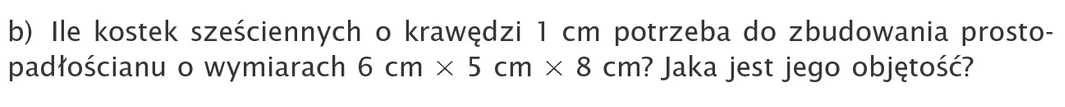 b) Ile kostek sześciennych o krawędzi 1 cm potrzeba do zbudowania prosto-
padłościanu o wymiarach 6 cm × 5 cm × 8 cm? Jaka jest jego objętość?